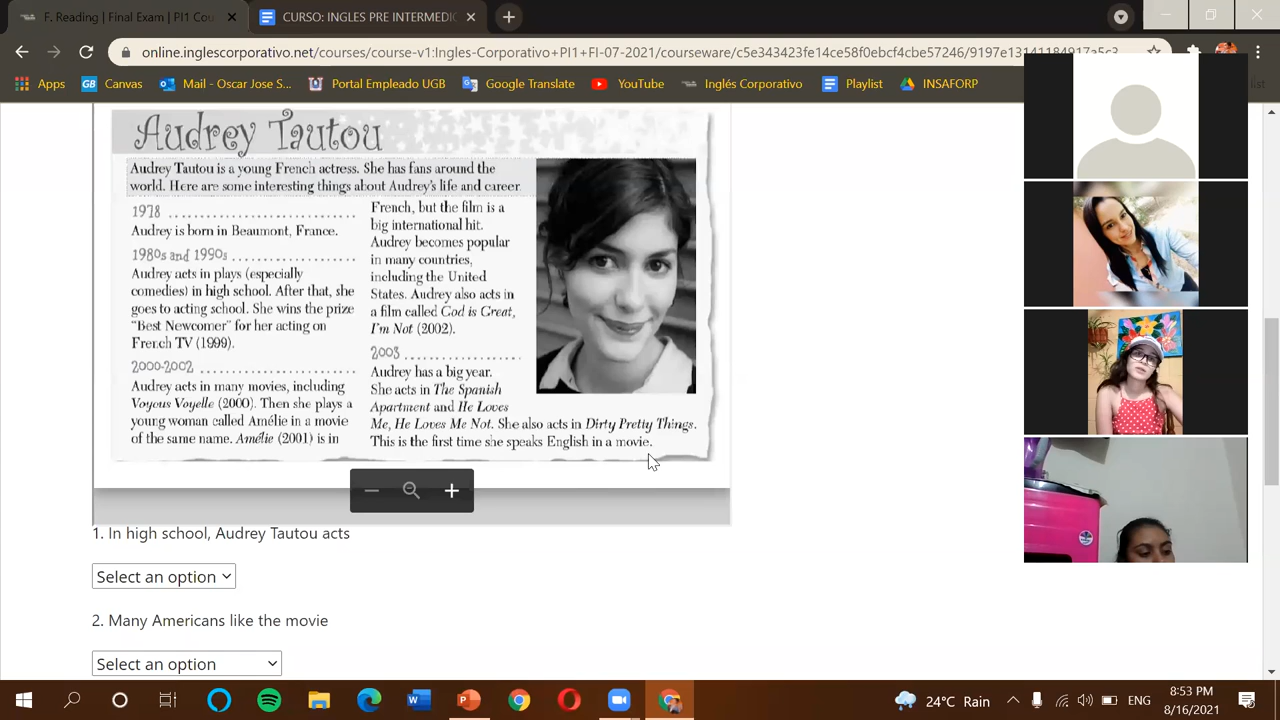 F. Reading | Final Exam | PI1 Cou
CURSO: INGLES PRE INTERMEDIC
online.inglescorporativo.net/courses/course-v1:Ingles-Corporativo+PI1+FI-07-2021/courseware/c5e343423fe14ce58f0ebcf4cbe57246/9197e13141184917a5c3
Apps
Canvas
Mail - Oscar Jose S...
Portal Empleado UGB
Google Translate
YouTube
Inglés Corporativo
Playlist
INSAFORP
Audrey Tautou
Audrey Tautou is a young French actress. She has fans around the
world. Here are some interesting things about Audrey's life and career.
1978
Audrey is born in Beaumont, France.
1980s and 1990s
Audrey acts in plays (especially
comedies) in high school. After that, she
goes to acting school. She wins the prize
"Best Newcomer" for her acting on
French TV (1999).
2000-2002
Audrey acts in many movies, including
Voyous Voyelle (2000). Then she plays a
young woman called Amélie in a movie
of the same name. Amélie (2001) is in
French, but the film is a
big international hit.
Audrey becomes popular
in many countries,
including the United
States. Audrey also acts in
a film called God is Great,
I'm Not (2002).
2003
Audrey has a big year.
She acts in The Spanish
Apartment and He Loves
Me, He Loves Me Not. She also acts in Dirty Pretty Things.
This is the first time she speaks English in a movie.
1. In high school, Audrey Tautou acts
Select an option
2. Many Americans like the movie
Select an option
24°C Rain
ENG
8:53 PM
8/16/2021